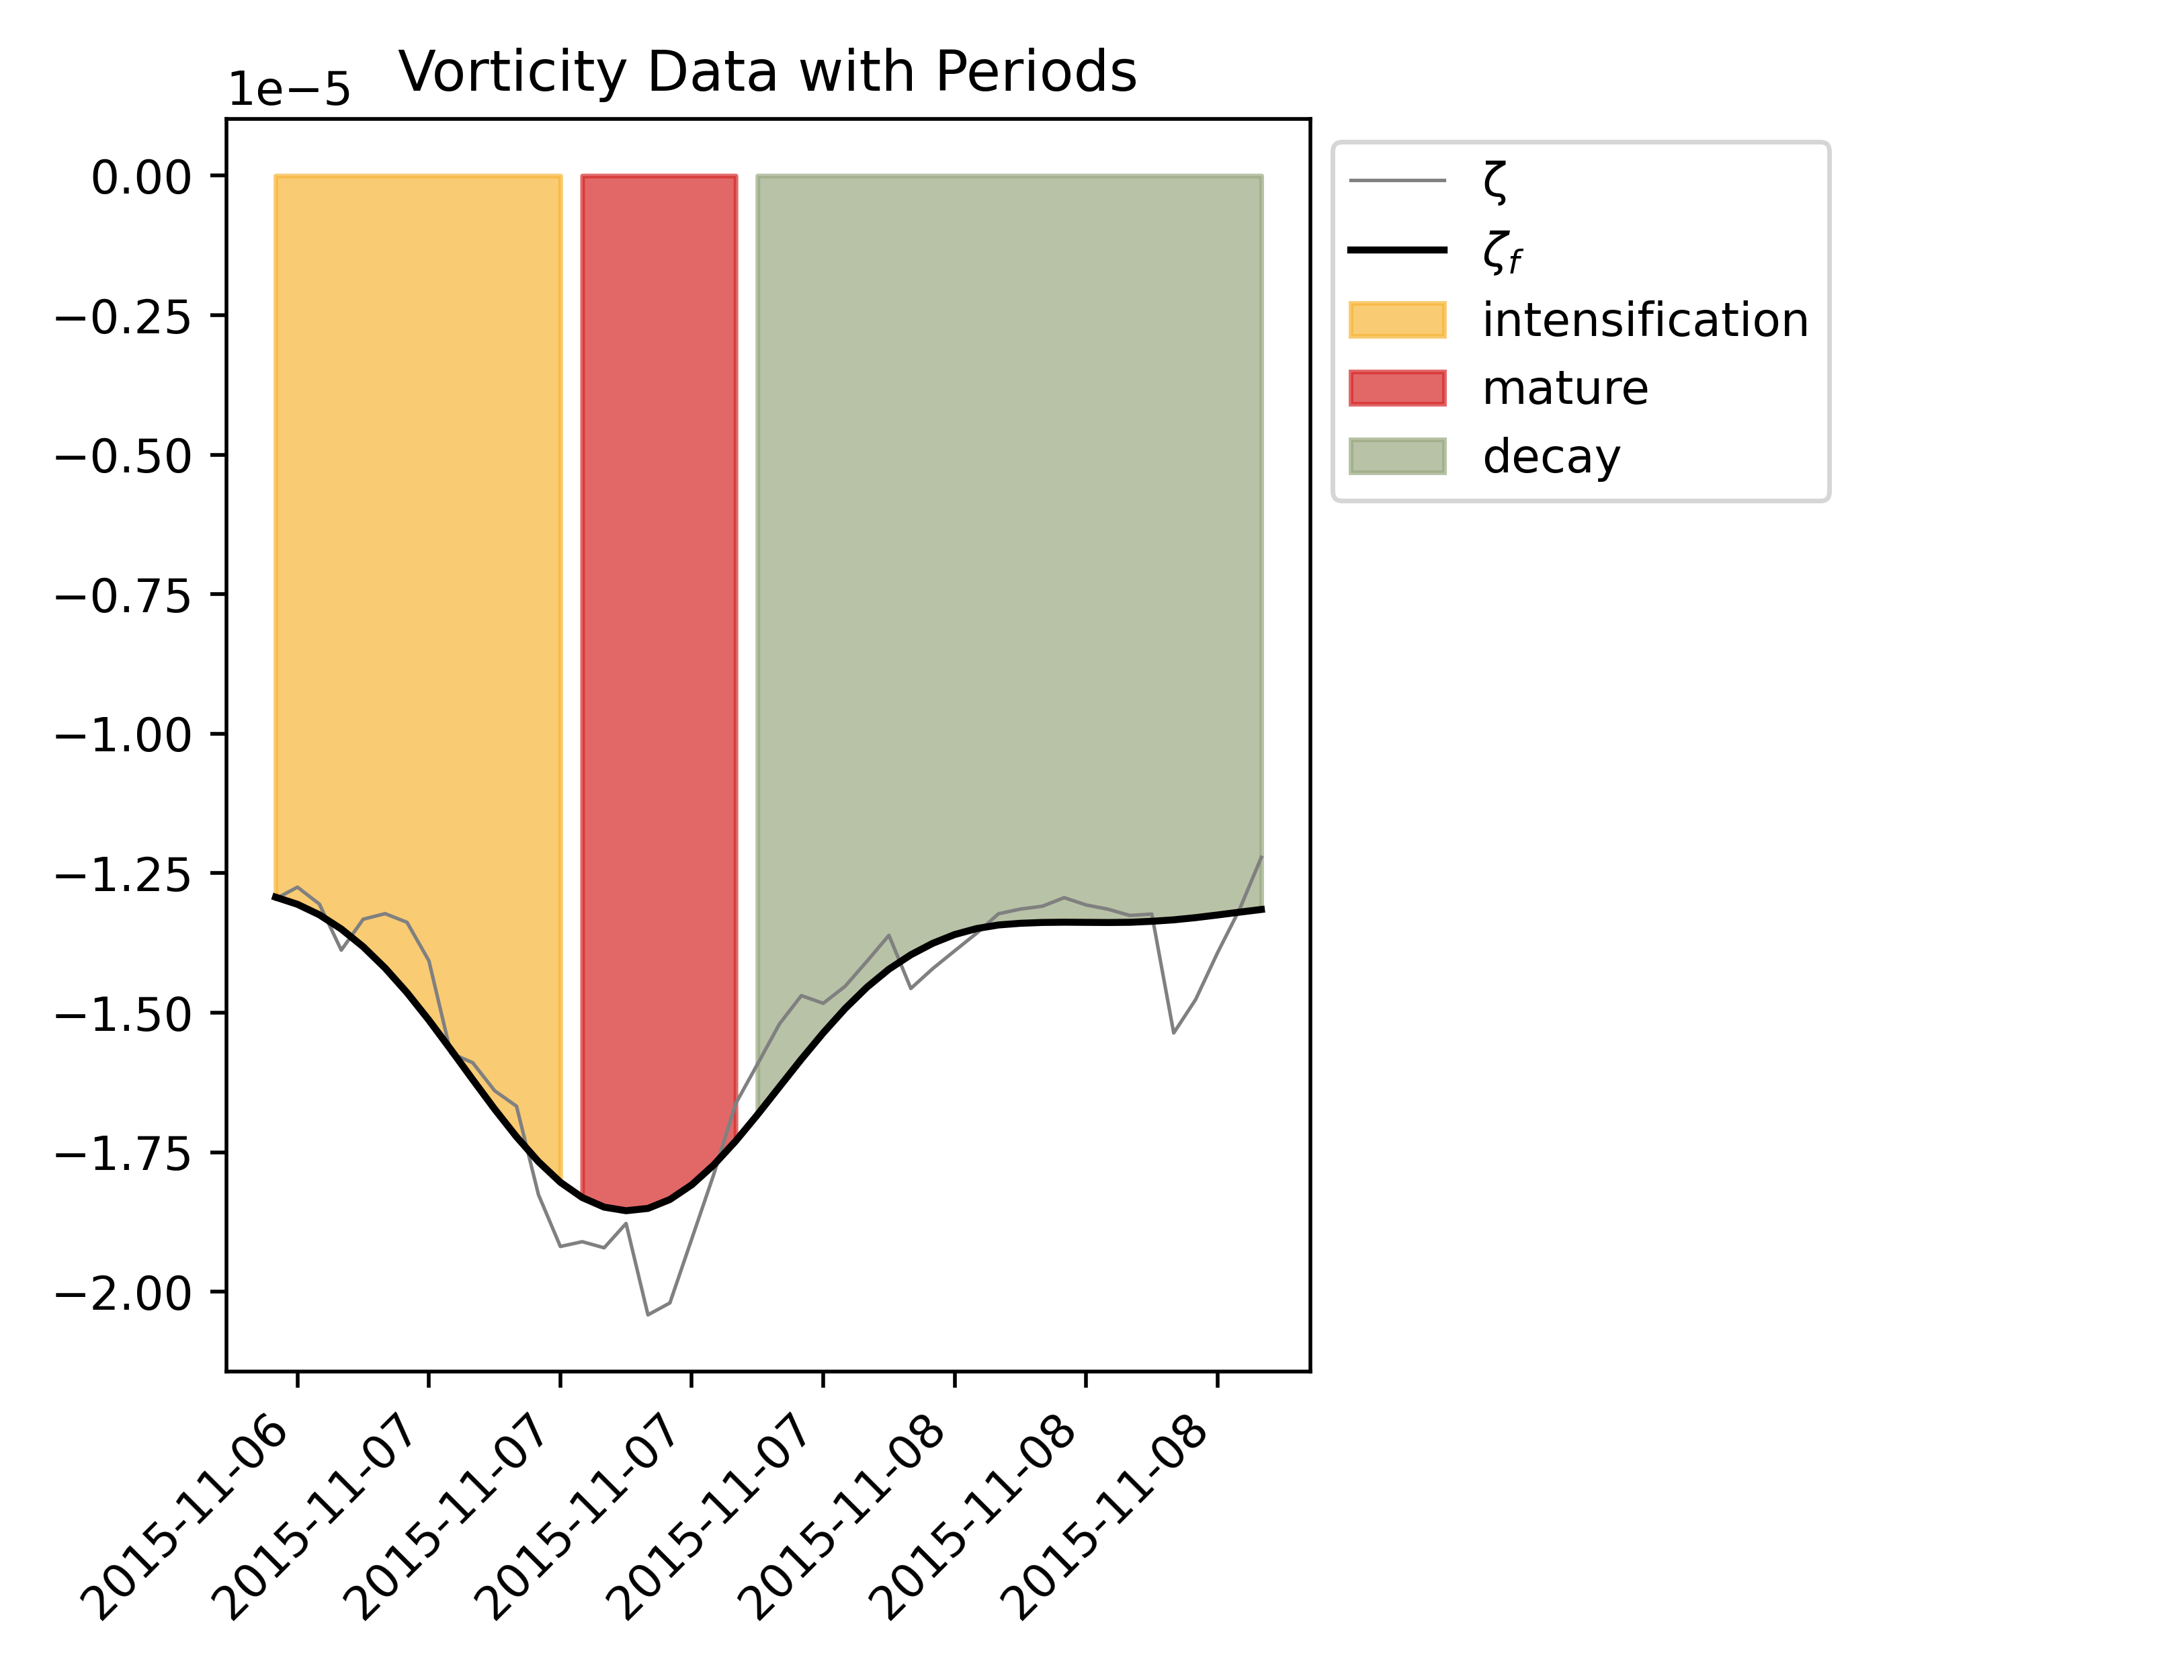 Vorticity Data with Periods
1e−5
0.00
−0.25
−0.50
−0.75
−1.00
−1.25
−1.50
−1.75
−2.00
2015-11-06
2015-11-07
2015-11-07
2015-11-07
2015-11-07
2015-11-08
2015-11-08
2015-11-08
ζ
ζf
intensification
mature
decay